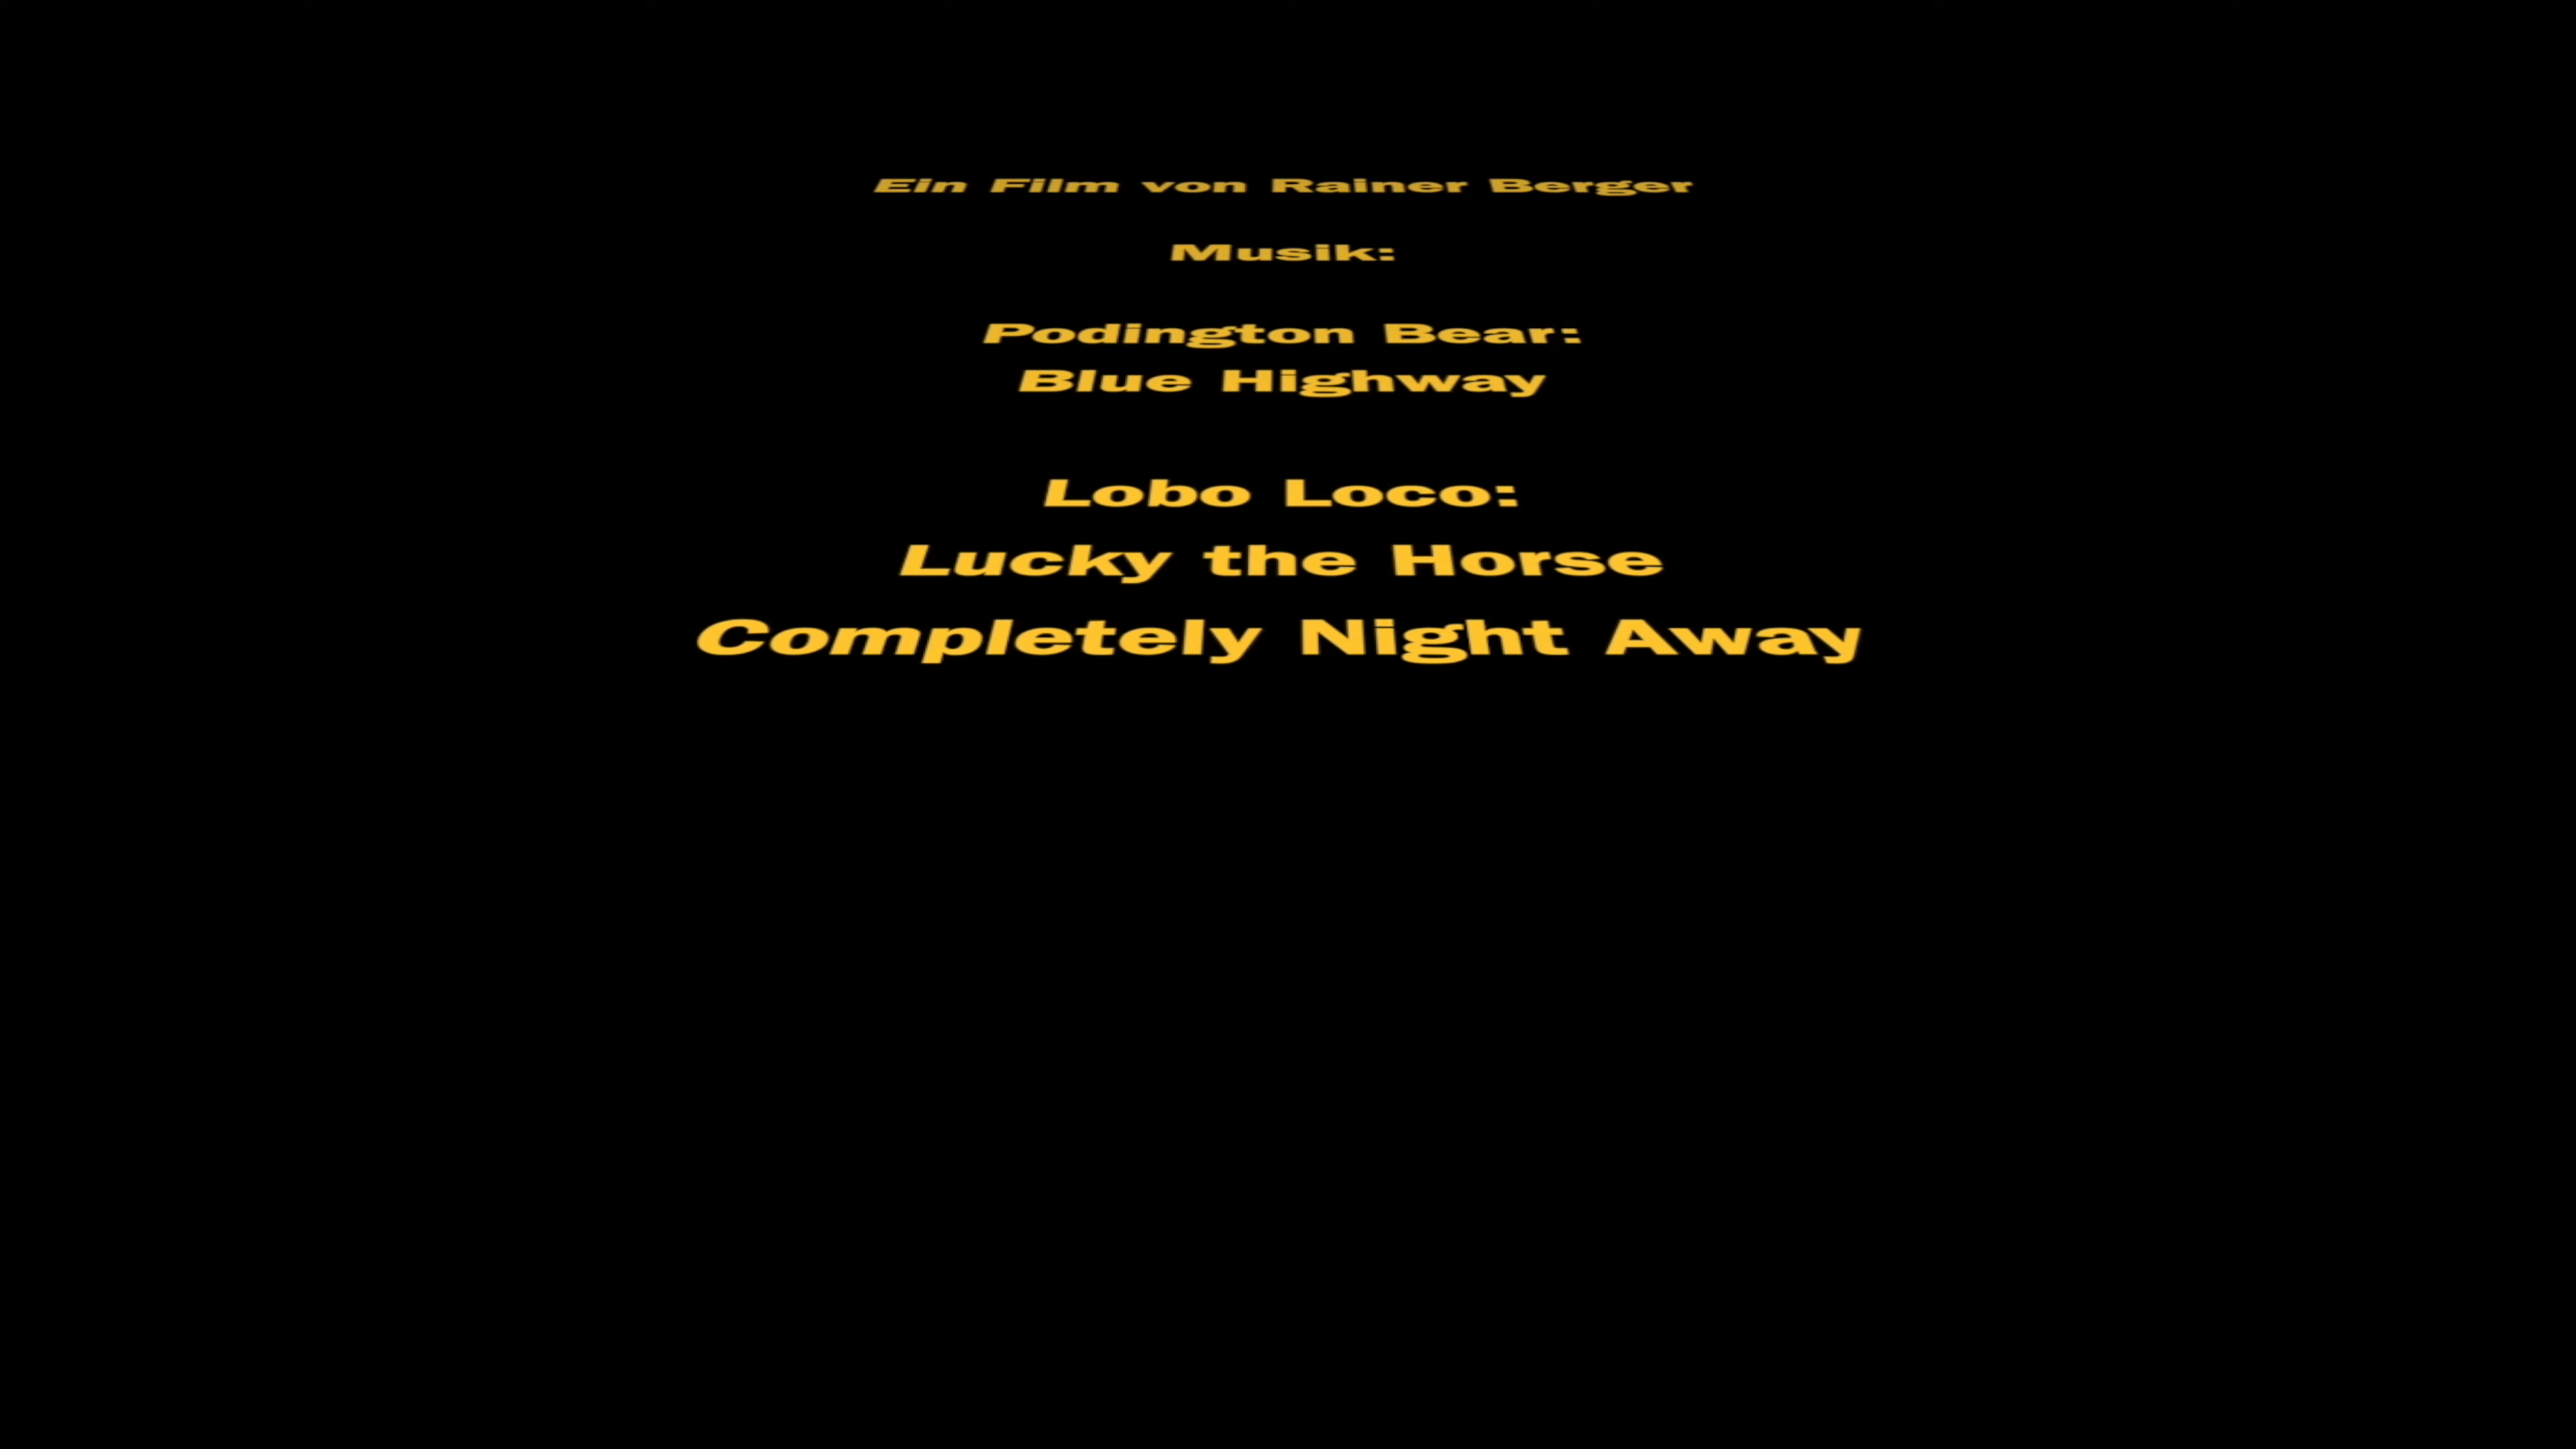 Ein Film von Rainer Berger
Musik:
Podington Bear:
Blue Highway
Lobo Loco:
Lucky the Horse
Completely Night Away